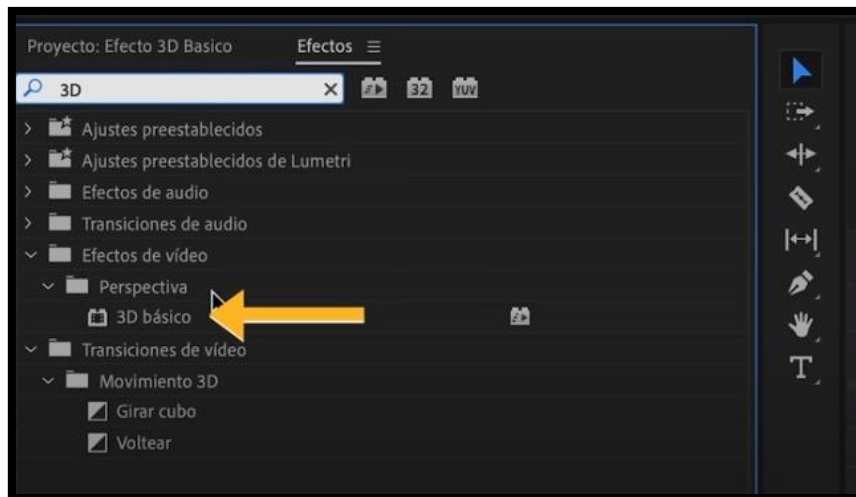 Proyecto: Efecto 3D Basico Efectos
3D
32 YUV
Ajustes preestablecidos
Ajustes preestablecidos de Lumetri
Efectos de audio
Transiciones de audio
Efectos de vídeo
Perspectiva
3D básico
Transiciones de vídeo
Movimiento 3D
Girar cubo
Voltear
T